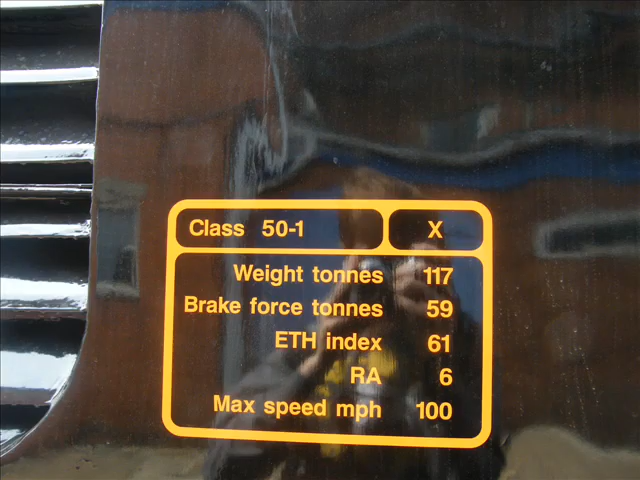 Class 50-1 X
Weight tonnes 117
Brake force tonnes 59
ETH index 61
RA 6
Max speed mph 100